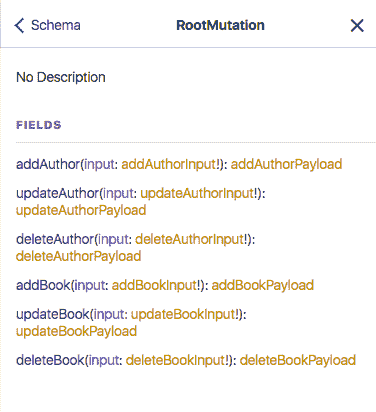 Schema
RootMutation
No Description
FIELDS
addAuthor(input: addAuthorInput!): addAuthorPayload
updateAuthor(input: updateAuthorInput!):
updateAuthorPayload
deleteAuthor(input: deleteAuthorInput!):
deleteAuthorPayload
addBook(input: addBookInput!): addBookPayload
updateBook(input: updateBookInput!):
updateBookPayload
deleteBook(input: deleteBookInput!): deleteBookPayload